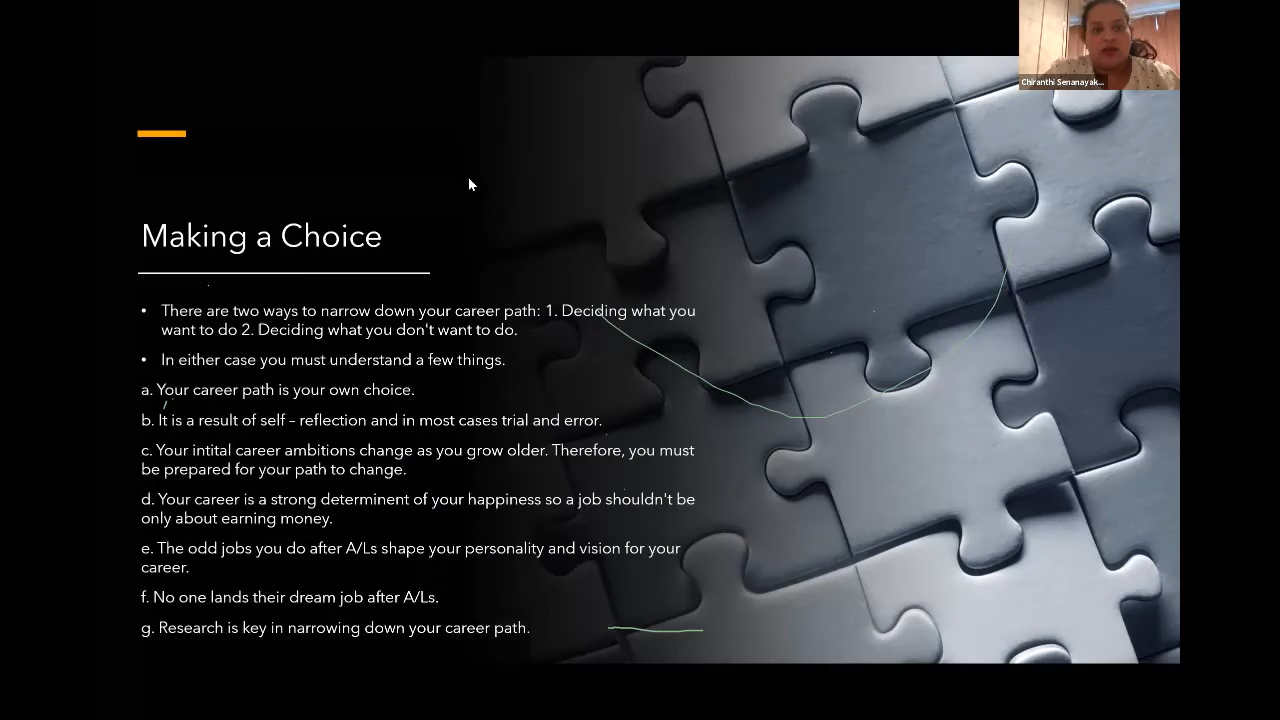 Chiranthi Senanayak...
Making a Choice
• There are two ways to narrow down your career path: 1. Deciding what you
want to do 2. Deciding what you don't want to do.
• In either case you must understand a few things.
a. Your career path is your own choice.
b. It is a result of self – reflection and in most cases trial and error.
c. Your intital career ambitions change as you grow older. Therefore, you must
be prepared for your path to change.
d. Your career is a strong determinent of your happiness so a job shouldn't be
only about earning money.
e. The odd jobs you do after A/Ls shape your personality and vision for your
career.
f. No one lands their dream job after A/Ls.
g. Research is key in narrowing down your career path.